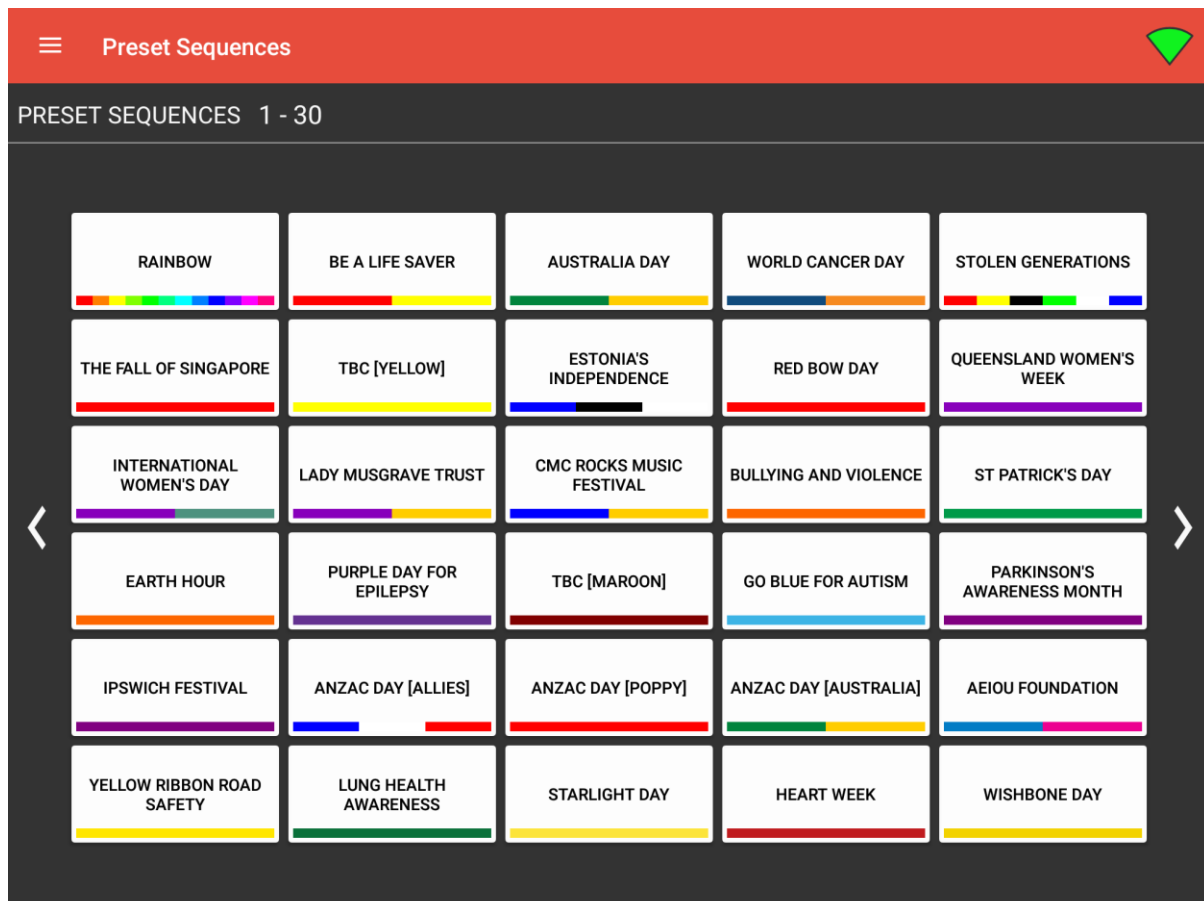 Preset Sequences
PRESET SEQUENCES 1 - 30
RAINBOW
BE A LIFE SAVER
AUSTRALIA DAY
WORLD CANCER DAY
STOLEN GENERATIONS
THE FALL OF SINGAPORE
TBC [YELLOW]
ESTONIA'S
INDEPENDENCE
RED BOW DAY
QUEENSLAND WOMEN'S
WEEK
INTERNATIONAL
WOMEN'S DAY
LADY MUSGRAVE TRUST
CMC ROCKS MUSIC
FESTIVAL
BULLYING AND VIOLENCE
ST PATRICK'S DAY
EARTH HOUR
PURPLE DAY FOR
EPILEPSY
TBC [MAROON]
GO BLUE FOR AUTISM
PARKINSON'S
AWARENESS MONTH
IPSWICH FESTIVAL
ANZAC DAY [ALLIES]
ANZAC DAY [POPPY]
ANZAC DAY [AUSTRALIA]
AEIOU FOUNDATION
YELLOW RIBBON ROAD
SAFETY
LUNG HEALTH
AWARENESS
STARLIGHT DAY
HEART WEEK
WISHBONE DAY